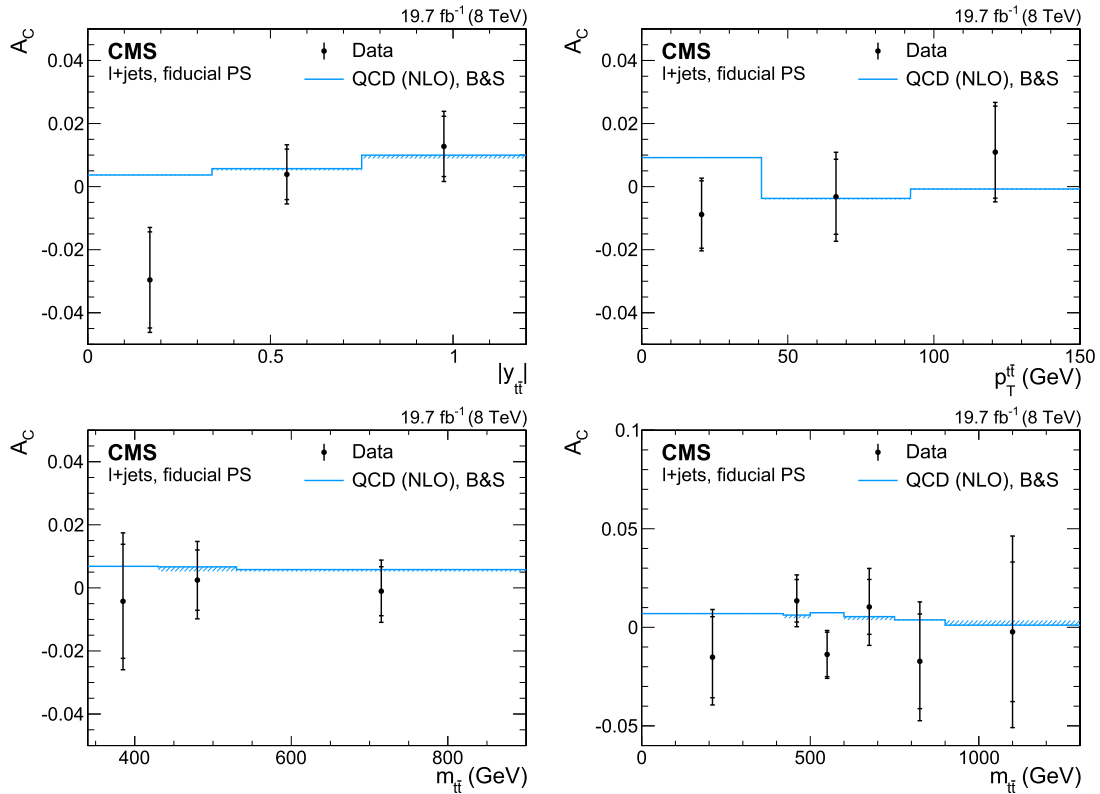 19.7 fb⁻¹ (8 TeV)
A_C
CMS
l+jets, fiducial PS
Data
QCD (NLO), B&S
0.04
0.02
0
-0.02
-0.04
0 0.5 1
|y_tt̄|
19.7 fb⁻¹ (8 TeV)
A_C
CMS
l+jets, fiducial PS
Data
QCD (NLO), B&S
0.04
0.02
0
-0.02
-0.04
0 50 100 150
p_T^tt̄ (GeV)
19.7 fb⁻¹ (8 TeV)
A_C
CMS
l+jets, fiducial PS
Data
QCD (NLO), B&S
0.04
0.02
0
-0.02
-0.04
400 600 800
m_tt̄ (GeV)
19.7 fb⁻¹ (8 TeV)
A_C
CMS
l+jets, fiducial PS
Data
QCD (NLO), B&S
0.1
0.05
0
-0.05
0 500 1000
m_tt̄ (GeV)